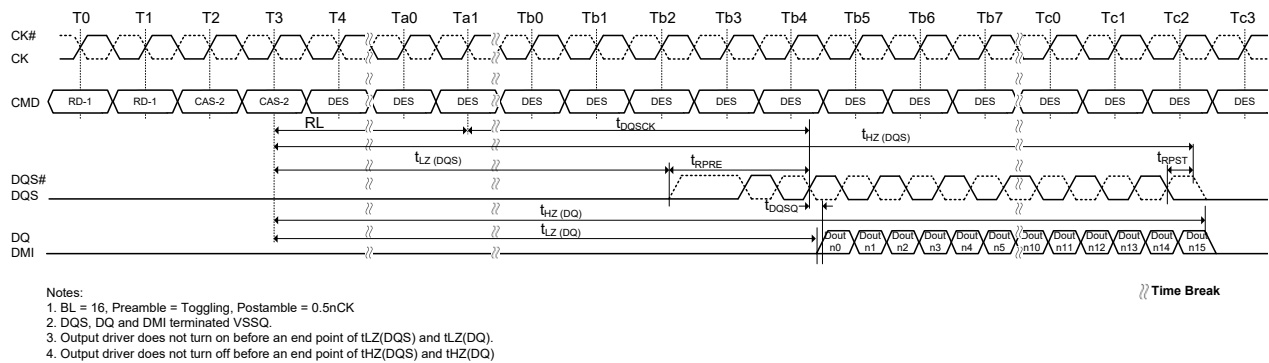 T0 T1 T2 T3 T4 Ta0 Ta1 Tb0 Tb1 Tb2 Tb3 Tb4 Tb5 Tb6 Tb7 Tc0 Tc1 Tc2 Tc3
CK#
CK
CMD RD-1 RD-1 CAS-2 CAS-2 DES DES DES DES DES DES DES DES DES DES DES DES DES DES DES
RL tDQSCK
tHZ (DQS)
tLZ (DQS) tRPRE tRPST
DQS#
DQS
tDQSQ
tHZ (DQ)
tLZ (DQ)
DQ
DMI
Dout n0 Dout n1 Dout n2 Dout n3 Dout n4 Dout n5 Dout n10 Dout n11 Dout n12 Dout n13 Dout n14 Dout n15
Time Break
Notes:
1. BL = 16, Preamble = Toggling, Postamble = 0.5nCK
2. DQS, DQ and DMI terminated VSSQ.
3. Output driver does not turn on before an end point of tLZ(DQS) and tLZ(DQ).
4. Output driver does not turn off before an end point of tHZ(DQS) and tHZ(DQ)